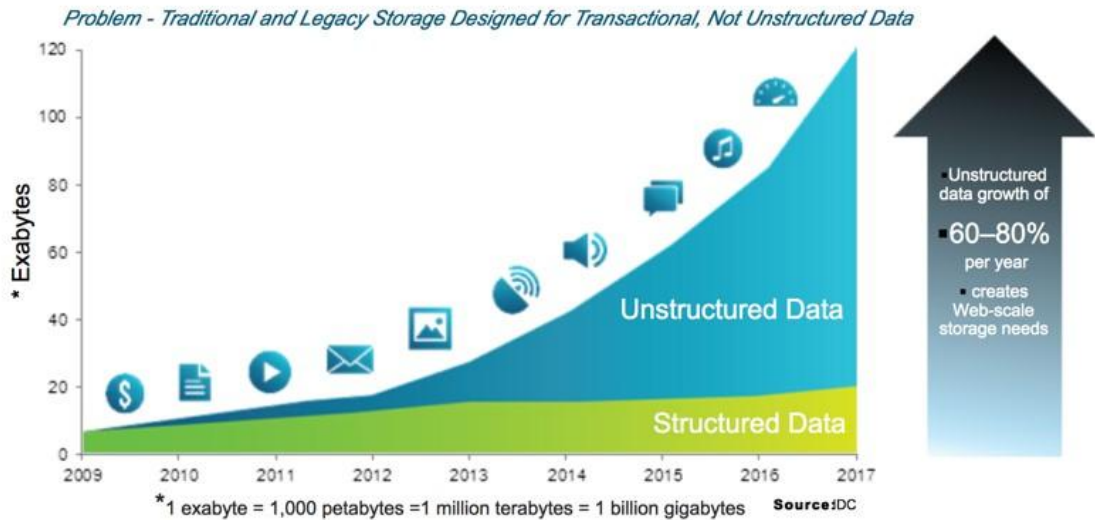 Problem - Traditional and Legacy Storage Designed for Transactional, Not Unstructured Data
120
100
80
60
40
20
0
* Exabytes
$
Unstructured Data
Structured Data
2009 2010 2011 2012 2013 2014 2015 2016 2017
*1 exabyte = 1,000 petabytes =1 million terabytes = 1 billion gigabytes
Source:IDC
▪Unstructured
data growth of
▪60–80%
per year
▪ creates
Web-scale
storage needs